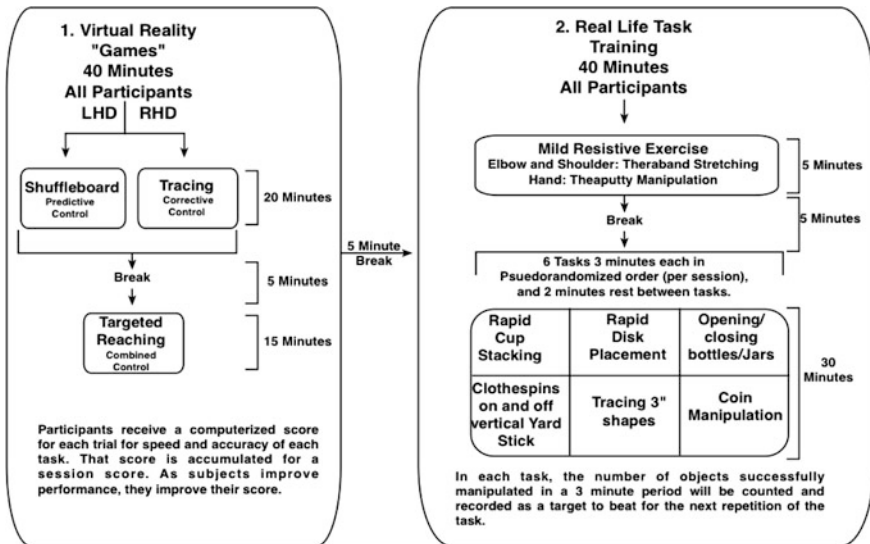 1. Virtual Reality
"Games"
40 Minutes
All Participants
LHD RHD
Shuffleboard
Predictive
Control
Tracing
Corrective
Control
20 Minutes
Break
5 Minutes
Targeted
Reaching
Combined
Control
15 Minutes
Participants receive a computerized score
for each trial for speed and accuracy of each
task. That score is accumulated for a
session score. As subjects improve
performance, they improve their score.
5 Minute
Break
2. Real Life Task
Training
40 Minutes
All Participants
Mild Resistive Exercise
Elbow and Shoulder: Theraband Stretching
Hand: Theaputty Manipulation
5 Minutes
Break
5 Minutes
6 Tasks 3 minutes each in
Psuedorandomized order (per session),
and 2 minutes rest between tasks.
Rapid
Cup
Stacking
Rapid
Disk
Placement
Opening/
closing
bottles/Jars
Clothespins
on and off
vertical Yard
Stick
Tracing 3"
shapes
Coin
Manipulation
30
Minutes
In each task, the number of objects successfully
manipulated in a 3 minute period will be counted and
recorded as a target to beat for the next repetition of the
task.